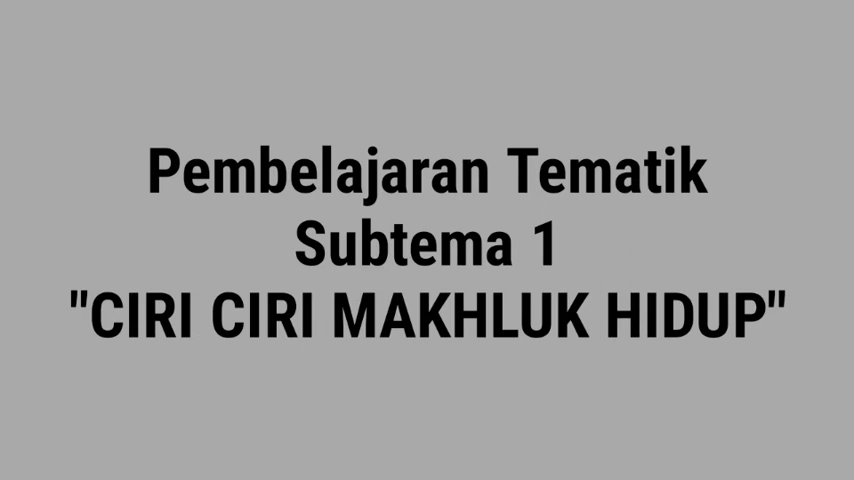 Pembelajaran Tematik
Subtema 1
"CIRI CIRI MAKHLUK HIDUP"